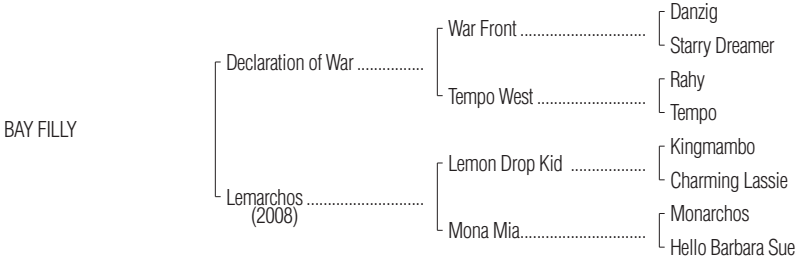 Danzig
War Front ..............................
Starry Dreamer
Declaration of War ................
Rahy
Tempo West ..........................
Tempo
BAY FILLY
Kingmambo
Lemon Drop Kid ..................
Charming Lassie
Lemarchos ............................
(2008)
Monarchos
Mona Mia..............................
Hello Barbara Sue